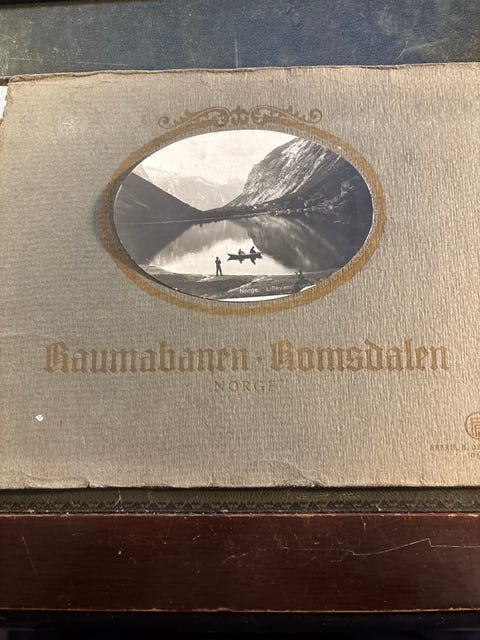 Norge. Lillevand
Raumabanen · Romsdalen
NORGE